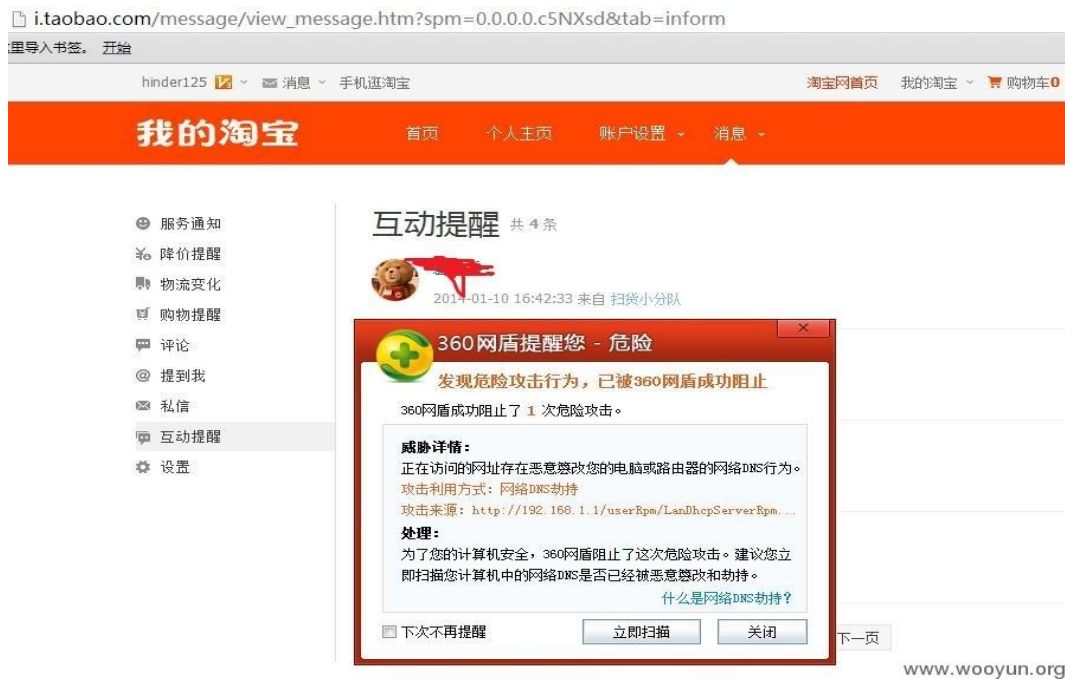 i.taobao.com/message/view_message.htm?spm=0.0.0.0.c5NXsd&tab=inform
里导入书签。 开始
hinder125 消息 手机逛淘宝 淘宝网首页 我的淘宝 购物车0
我的淘宝 首页 个人主页 账户设置 消息
服务通知
降价提醒
物流变化
购物提醒
评论
提到我
私信
互动提醒
设置
互动提醒 共 4 条
2014-01-10 16:42:33 来自 扫货小分队
360网盾提醒您 - 危险
发现危险攻击行为，已被360网盾成功阻止
360网盾成功阻止了 1 次危险攻击。
威胁详情：
正在访问的网址存在恶意篡改您的电脑或路由器的网络DNS行为。
攻击利用方式：网络DNS劫持
攻击来源：http://192.168.1.1/userRpm/LanDhcpServerRpm...
处理：
为了您的计算机安全，360网盾阻止了这次危险攻击。建议您立
即扫描您计算机中的网络DNS是否已经被恶意篡改和劫持。
什么是网络DNS劫持？
下次不再提醒 立即扫描 关闭
下一页
www.wooyun.org